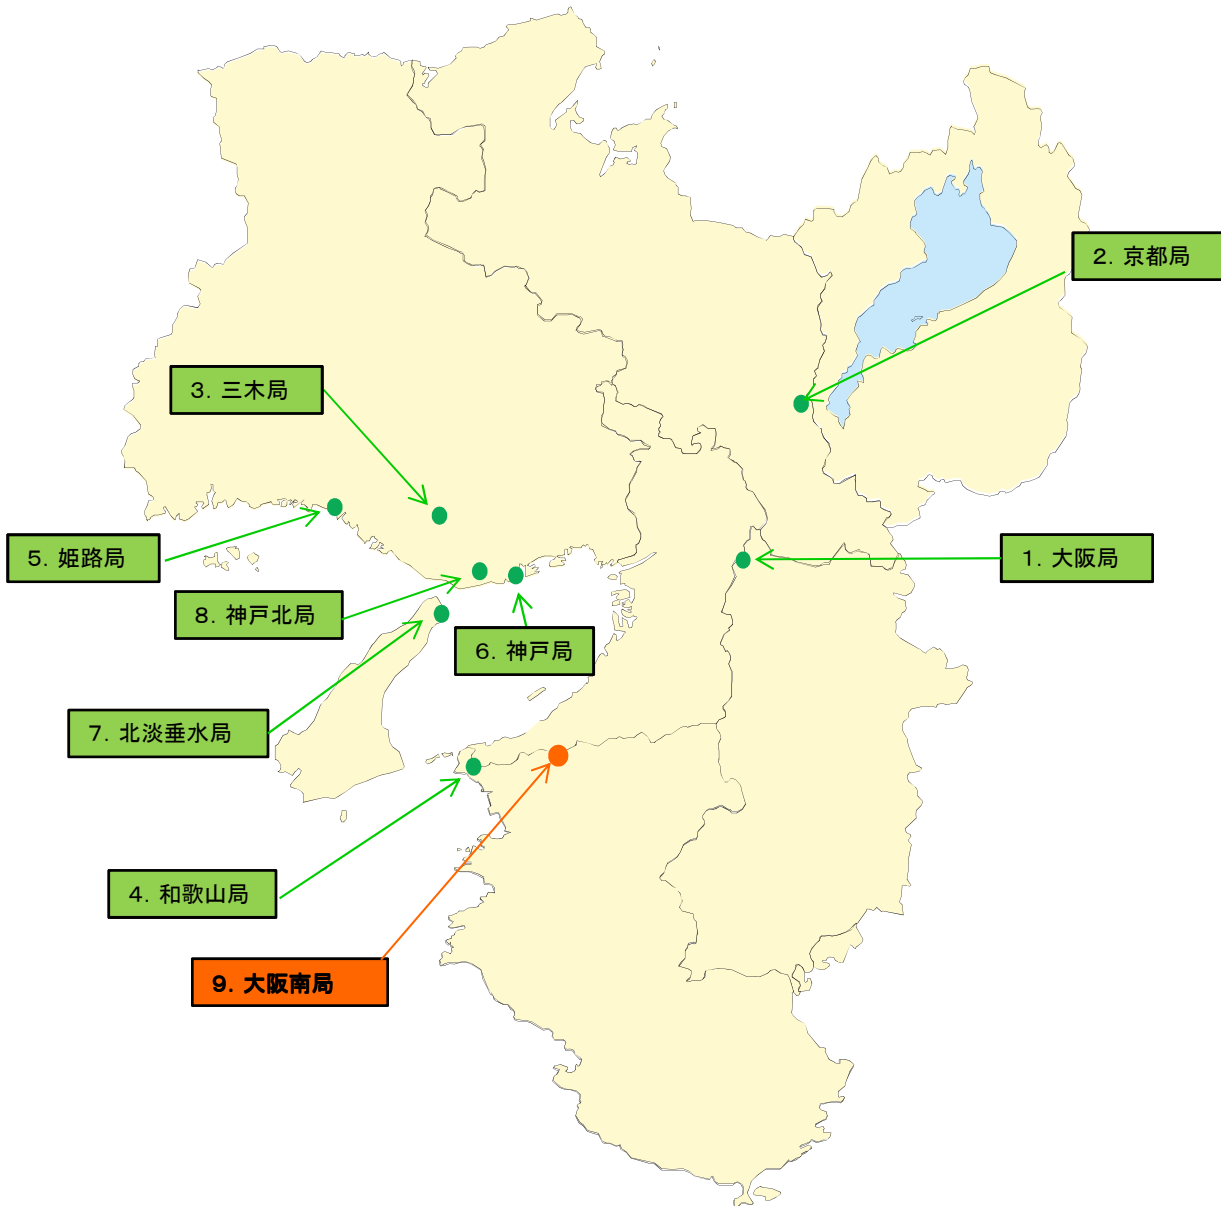 2. 京都局
3. 三木局
5. 姫路局
1. 大阪局
8. 神戸北局
6. 神戸局
7. 北淡垂水局
4. 和歌山局
9. 大阪南局